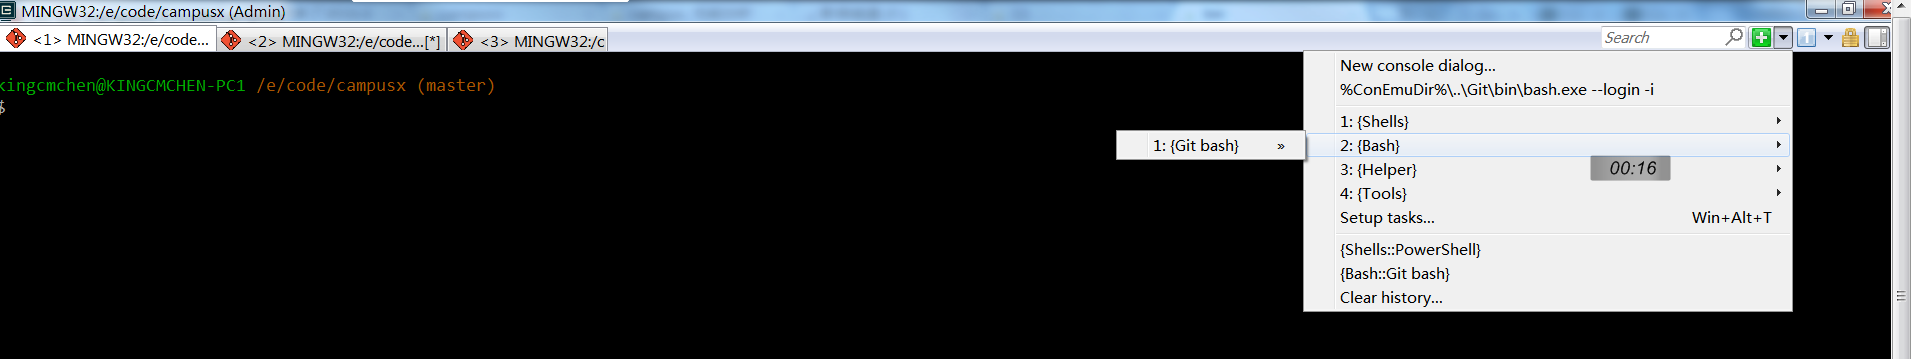 MINGW32:/e/code/campusx (Admin)
<1> MINGW32:/e/code...
<2> MINGW32:/e/code...[*]
<3> MINGW32:/c
Search
1
kingcmchen@KINGCMCHEN-PC1 /e/code/campusx (master)
$
New console dialog...
%ConEmuDir%\..\Git\bin\bash.exe --login -i
1: {Shells}
1: {Git bash} »
2: {Bash}
3: {Helper}
00:16
4: {Tools}
Setup tasks... Win+Alt+T
{Shells::PowerShell}
{Bash::Git bash}
Clear history...